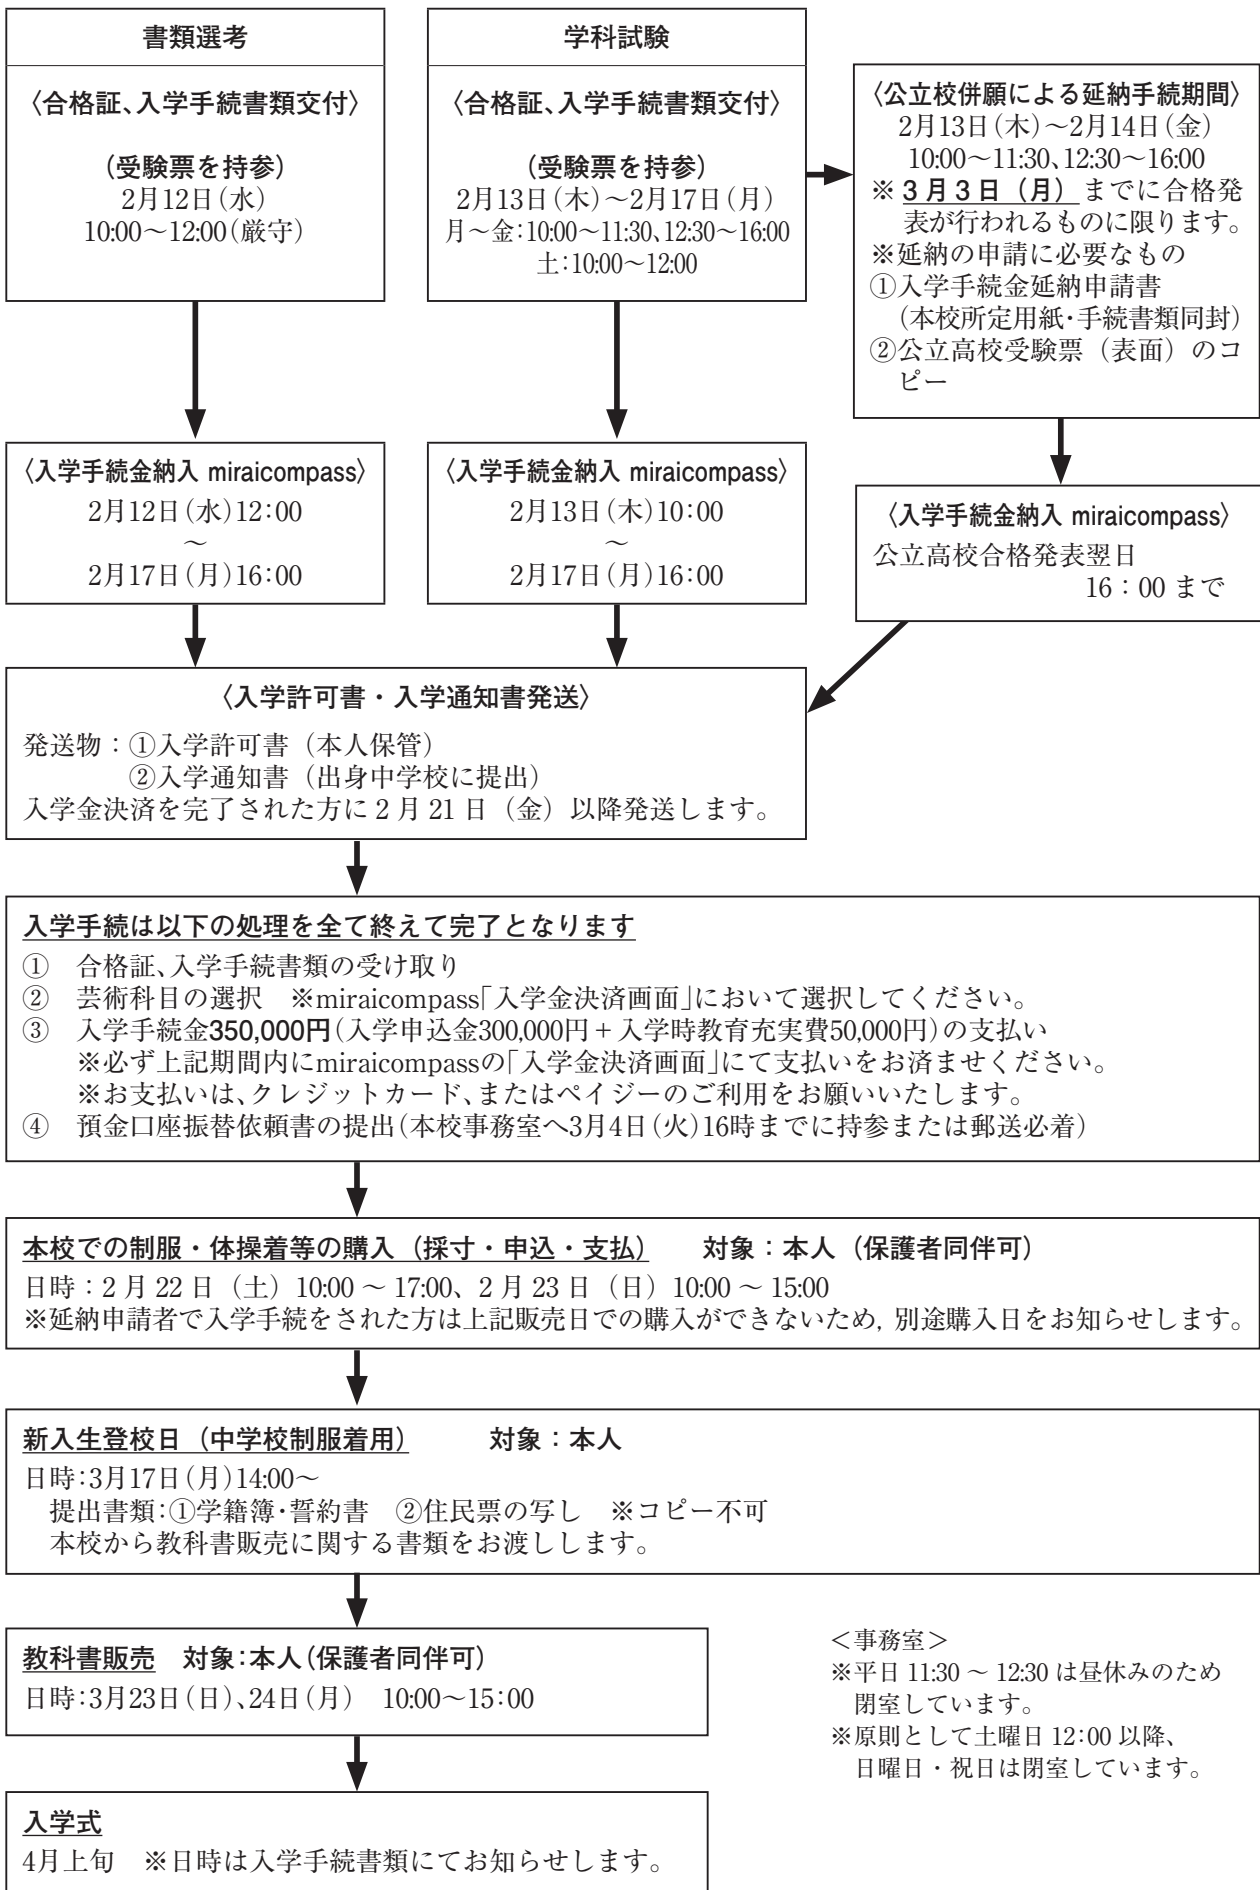 書類選考
〈合格証、入学手続書類交付〉
(受験票を持参)
2月12日(水)
10:00～12:00(厳守)
学科試験
〈合格証、入学手続書類交付〉
(受験票を持参)
2月13日(木)～2月17日(月)
月～金:10:00～11:30、12:30～16:00
土:10:00～12:00
〈公立校併願による延納手続期間〉
2月13日(木)～2月14日(金)
10:00～11:30、12:30～16:00
※３月３日（月）までに合格発
表が行われるものに限ります。
※延納の申請に必要なもの
①入学手続金延納申請書
(本校所定用紙・手続書類同封)
②公立高校受験票（表面）のコ
ピー
〈入学手続金納入 miraicompass〉
2月12日(水)12:00
～
2月17日(月)16:00
〈入学手続金納入 miraicompass〉
2月13日(木)10:00
～
2月17日(月)16:00
〈入学手続金納入 miraicompass〉
公立高校合格発表翌日
16：00 まで
〈入学許可書・入学通知書発送〉
発送物：①入学許可書（本人保管）
②入学通知書（出身中学校に提出）
入学金決済を完了された方に 2 月 21 日（金）以降発送します。
入学手続は以下の処理を全て終えて完了となります
①　合格証、入学手続書類の受け取り
②　芸術科目の選択　※miraicompass「入学金決済画面」において選択してください。
③　入学手続金350,000円(入学申込金300,000円+入学時教育充実費50,000円)の支払い
※必ず上記期間内にmiraicompassの「入学金決済画面」にて支払いをお済ませください。
※お支払いは、クレジットカード、またはペイジーのご利用をお願いいたします。
④　預金口座振替依頼書の提出(本校事務室へ3月4日(火)16時までに持参または郵送必着)
本校での制服・体操着等の購入（採寸・申込・支払）　対象：本人（保護者同伴可）
日時：2 月 22 日（土）10:00 ～ 17:00、2 月 23 日（日）10:00 ～ 15:00
※延納申請者で入学手続をされた方は上記販売日での購入ができないため, 別途購入日をお知らせします。
新入生登校日（中学校制服着用）　対象：本人
日時:3月17日(月)14:00～
提出書類:①学籍簿・誓約書　②住民票の写し　※コピー不可
本校から教科書販売に関する書類をお渡しします。
教科書販売　対象:本人(保護者同伴可)
日時:3月23日(日)、24日(月)　10:00～15:00
＜事務室＞
※平日 11:30 ～ 12:30 は昼休みのため
閉室しています。
※原則として土曜日 12:00 以降、
日曜日・祝日は閉室しています。
入学式
4月上旬　※日時は入学手続書類にてお知らせします。